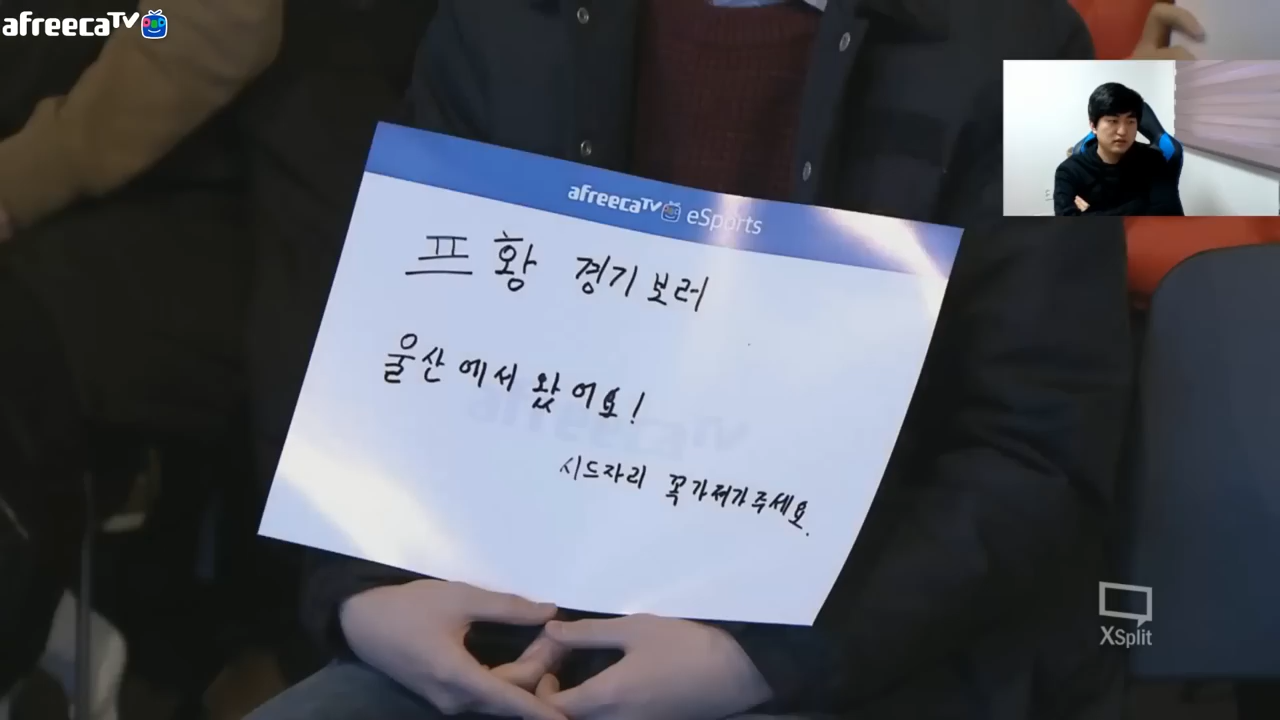 afreecaTV
afreecaTV eSports
프황 경기보러
울산에서 왔어요!
시드자리 꼭가져가주세요.
afreecaTV
XSplit